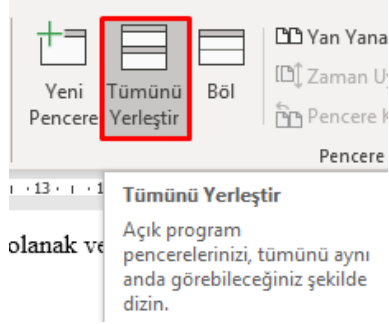 Yeni Pencere
Tümünü Yerleştir
Böl
Yan Yana
Zaman
Pencere
Pencere
13
Tümünü Yerleştir
Açık program
pencerelerinizi, tümünü aynı
anda görebileceğiniz şekilde
dizin.
olanak